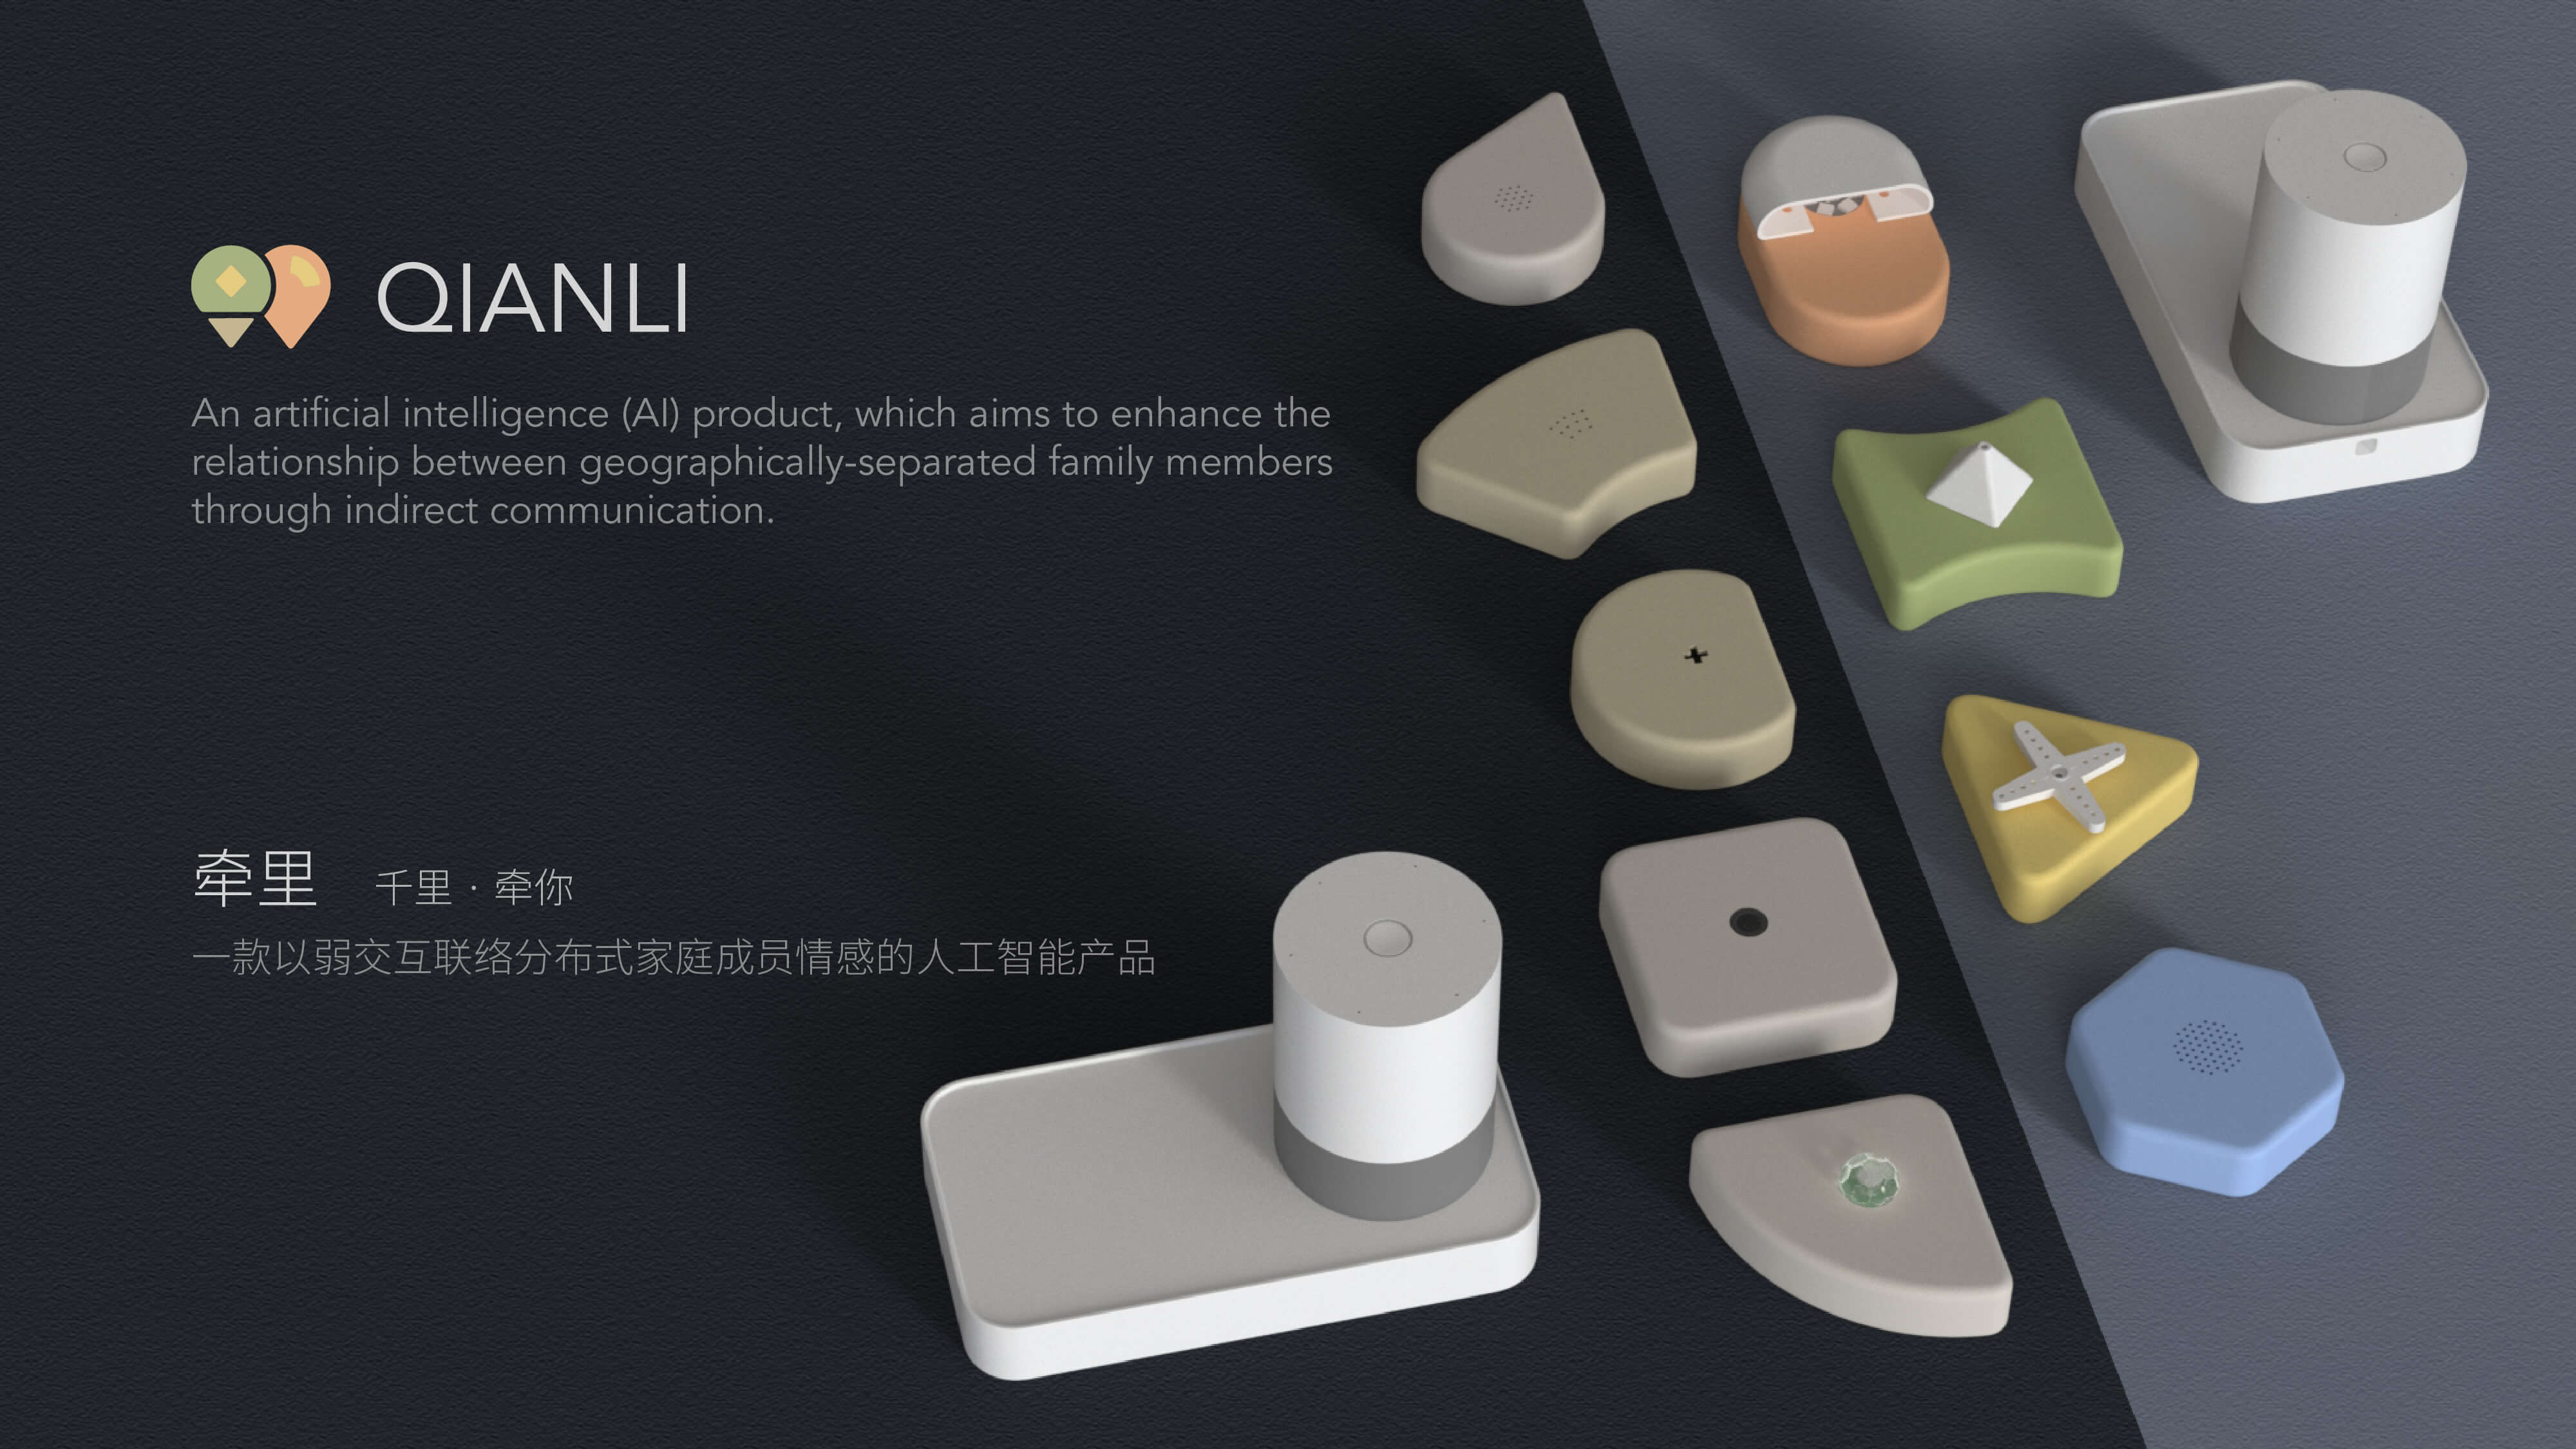 QIANLI
An artificial intelligence (AI) product, which aims to enhance the
relationship between geographically-separated family members
through indirect communication.
牵里 千里 · 牵你
一款以弱交互联络分布式家庭成员情感的人工智能产品